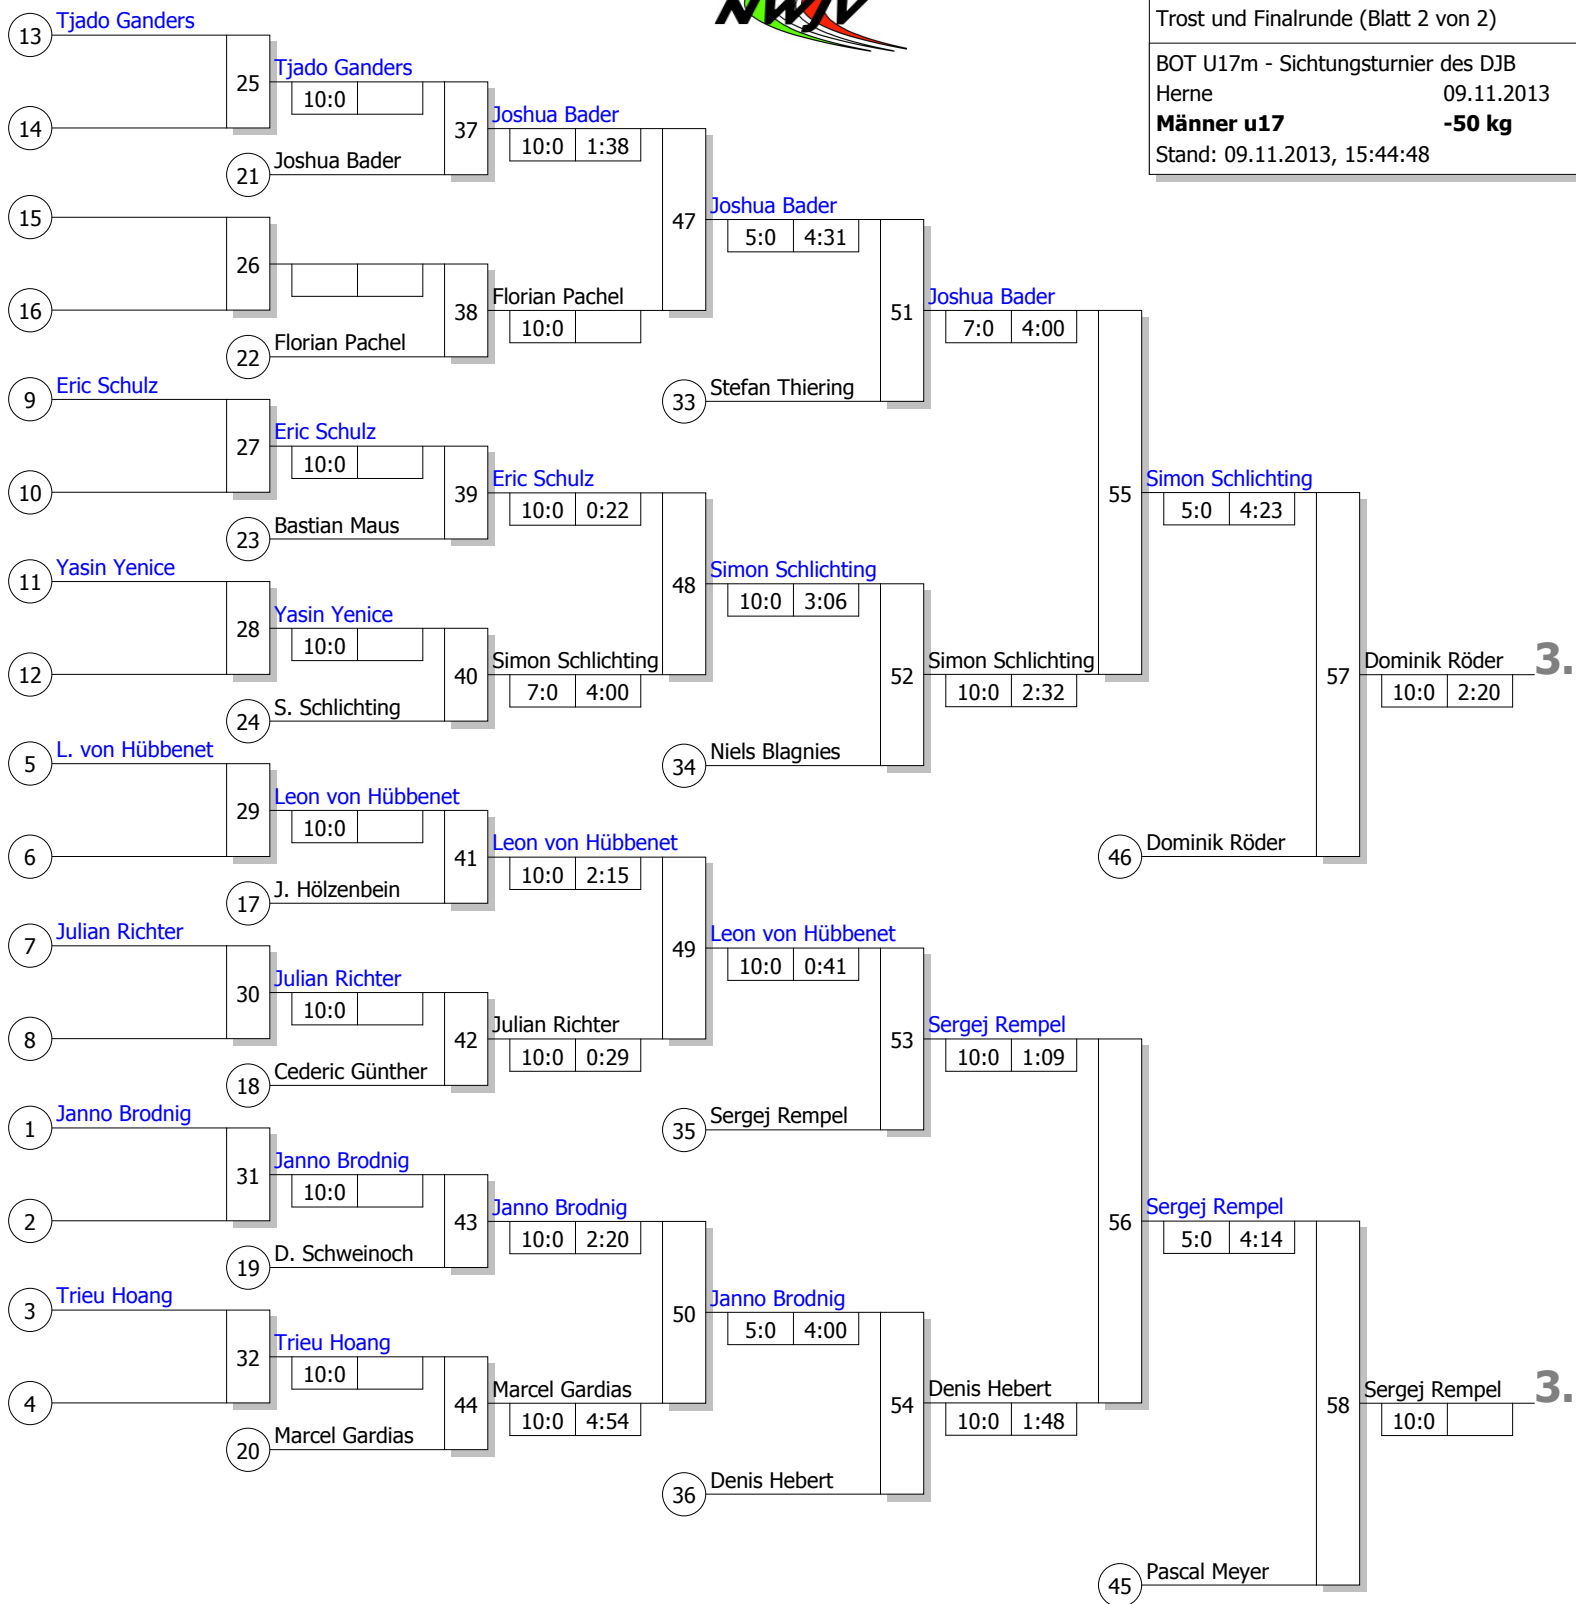 NWJV
Trost und Finalrunde (Blatt 2 von 2)
BOT U17m - Sichtungsturnier des DJB
Herne 09.11.2013
Männer u17 -50 kg
Stand: 09.11.2013, 15:44:48
13 Tjado Ganders
14
25 Tjado Ganders
10:0
21 Joshua Bader
37 Joshua Bader
10:0 1:38
15
16
26
22 Florian Pachel
38 Florian Pachel
10:0
47 Joshua Bader
5:0 4:31
33 Stefan Thiering
51 Joshua Bader
7:0 4:00
9 Eric Schulz
10
27 Eric Schulz
10:0
23 Bastian Maus
39 Eric Schulz
10:0 0:22
11 Yasin Yenice
12
28 Yasin Yenice
10:0
24 S. Schlichting
40 Simon Schlichting
7:0 4:00
48 Simon Schlichting
10:0 3:06
34 Niels Blagnies
52 Simon Schlichting
10:0 2:32
55 Simon Schlichting
5:0 4:23
46 Dominik Röder
57 Dominik Röder 3.
10:0 2:20
5 L. von Hübbenet
6
29 Leon von Hübbenet
10:0
17 J. Hölzenbein
41 Leon von Hübbenet
10:0 2:15
7 Julian Richter
8
30 Julian Richter
10:0
18 Cederic Günther
42 Julian Richter
10:0 0:29
49 Leon von Hübbenet
10:0 0:41
35 Sergej Rempel
53 Sergej Rempel
10:0 1:09
1 Janno Brodnig
2
31 Janno Brodnig
10:0
19 D. Schweinoch
43 Janno Brodnig
10:0 2:20
3 Trieu Hoang
4
32 Trieu Hoang
10:0
20 Marcel Gardias
44 Marcel Gardias
10:0 4:54
50 Janno Brodnig
5:0 4:00
36 Denis Hebert
54 Denis Hebert
10:0 1:48
56 Sergej Rempel
5:0 4:14
45 Pascal Meyer
58 Sergej Rempel 3.
10:0